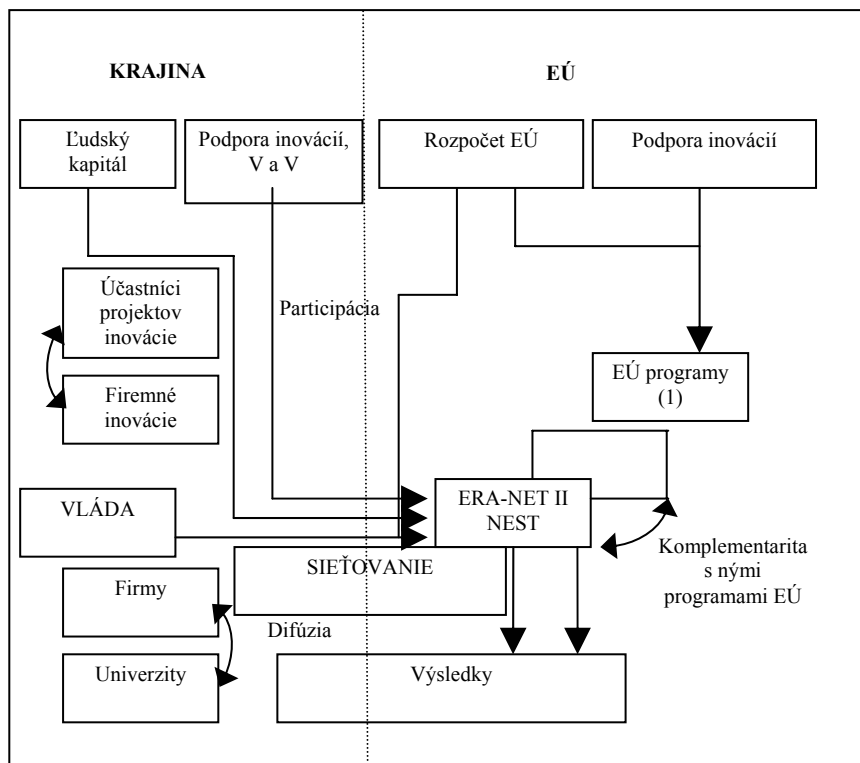 KRAJINA
EÚ
Ľudský
kapitál
Podpora inovácií,
V a V
Rozpočet EÚ
Podpora inovácií
Účastníci
projektov
inovácie
Participácia
Firemné
inovácie
EÚ programy
(1)
VLÁDA
ERA-NET II
NEST
Komplementarita
s nými
programami EÚ
SIEŤOVANIE
Firmy
Difúzia
Univerzity
Výsledky